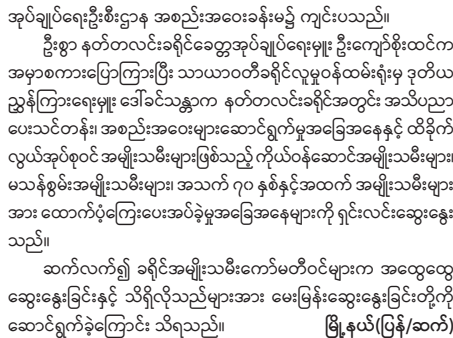 အုပ်ချုပ်ရေးဦးစီးဌာန အစည်းအဝေးခန်းမ၌ ကျင်းပသည်။
ဦးစွာ နတ်တလင်းခရိုင်ခေတ္တအုပ်ချုပ်ရေးမှူး ဦးကျော်စိုးထင်က
အမှာစကားပြောကြားပြီး သာယာဝတီခရိုင်လူမှုဝန်ထမ်းရုံးမှ ဒုတိယ
ညွှန်ကြားရေးမှူး ဒေါ်ခင်သန္တာက နတ်တလင်းခရိုင်အတွင်း အသိပညာ
ပေးသင်တန်း၊ အစည်းအဝေးများဆောင်ရွက်မှုအခြေအနေနှင့် ထိခိုက်
လွယ်အုပ်စုဝင် အမျိုးသမီးများဖြစ်သည့် ကိုယ်ဝန်ဆောင်အမျိုးသမီးများ၊
မသန်စွမ်းအမျိုးသမီးများ၊ အသက် ၇၀ နှစ်နှင့်အထက် အမျိုးသမီးများ
အား ထောက်ပံ့ကြေးပေးအပ်ခဲ့မှုအခြေအနေများကို ရှင်းလင်းဆွေးနွေး
သည်။
ဆက်လက်၍ ခရိုင်အမျိုးသမီးကော်မတီဝင်များက အထွေထွေ
ဆွေးနွေးခြင်းနှင့် သိရှိလိုသည်များအား မေးမြန်းဆွေးနွေးခြင်းတို့ကို
ဆောင်ရွက်ခဲ့ကြောင်း သိရသည်။ မြို့နယ်(ပြန်/ဆက်)